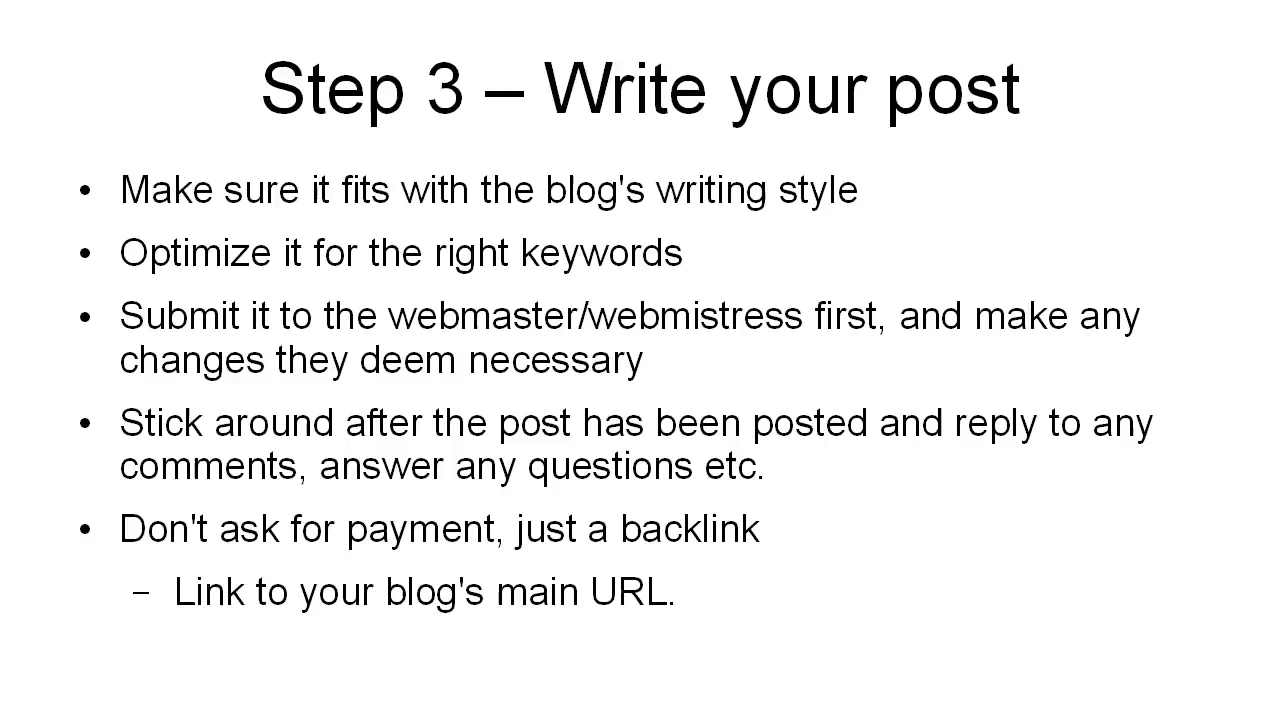 Step 3 – Write your post
• Make sure it fits with the blog's writing style
• Optimize it for the right keywords
• Submit it to the webmaster/webmistress first, and make any
changes they deem necessary
• Stick around after the post has been posted and reply to any
comments, answer any questions etc.
• Don't ask for payment, just a backlink
– Link to your blog's main URL.